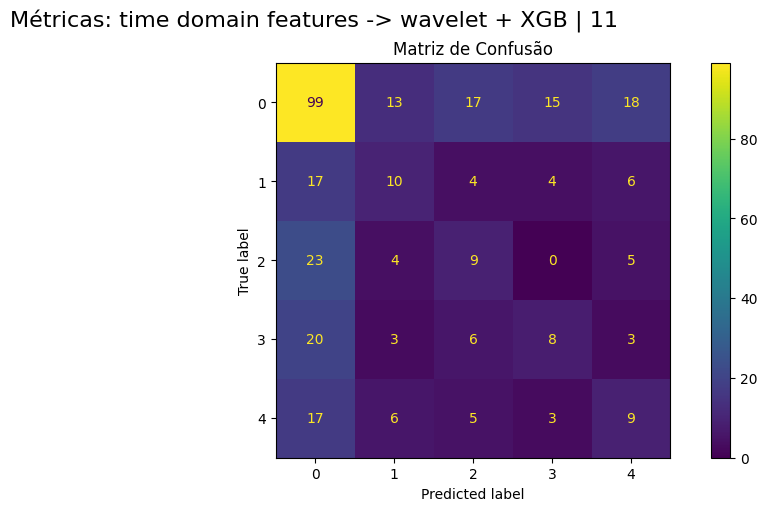 Métricas: time domain features -> wavelet + XGB | 11
Matriz de Confusão
0 99 13 17 15 18
1 17 10 4 4 6
2 23 4 9 0 5
3 20 3 6 8 3
4 17 6 5 3 9
0 1 2 3 4
True label
Predicted label
80
60
40
20
0